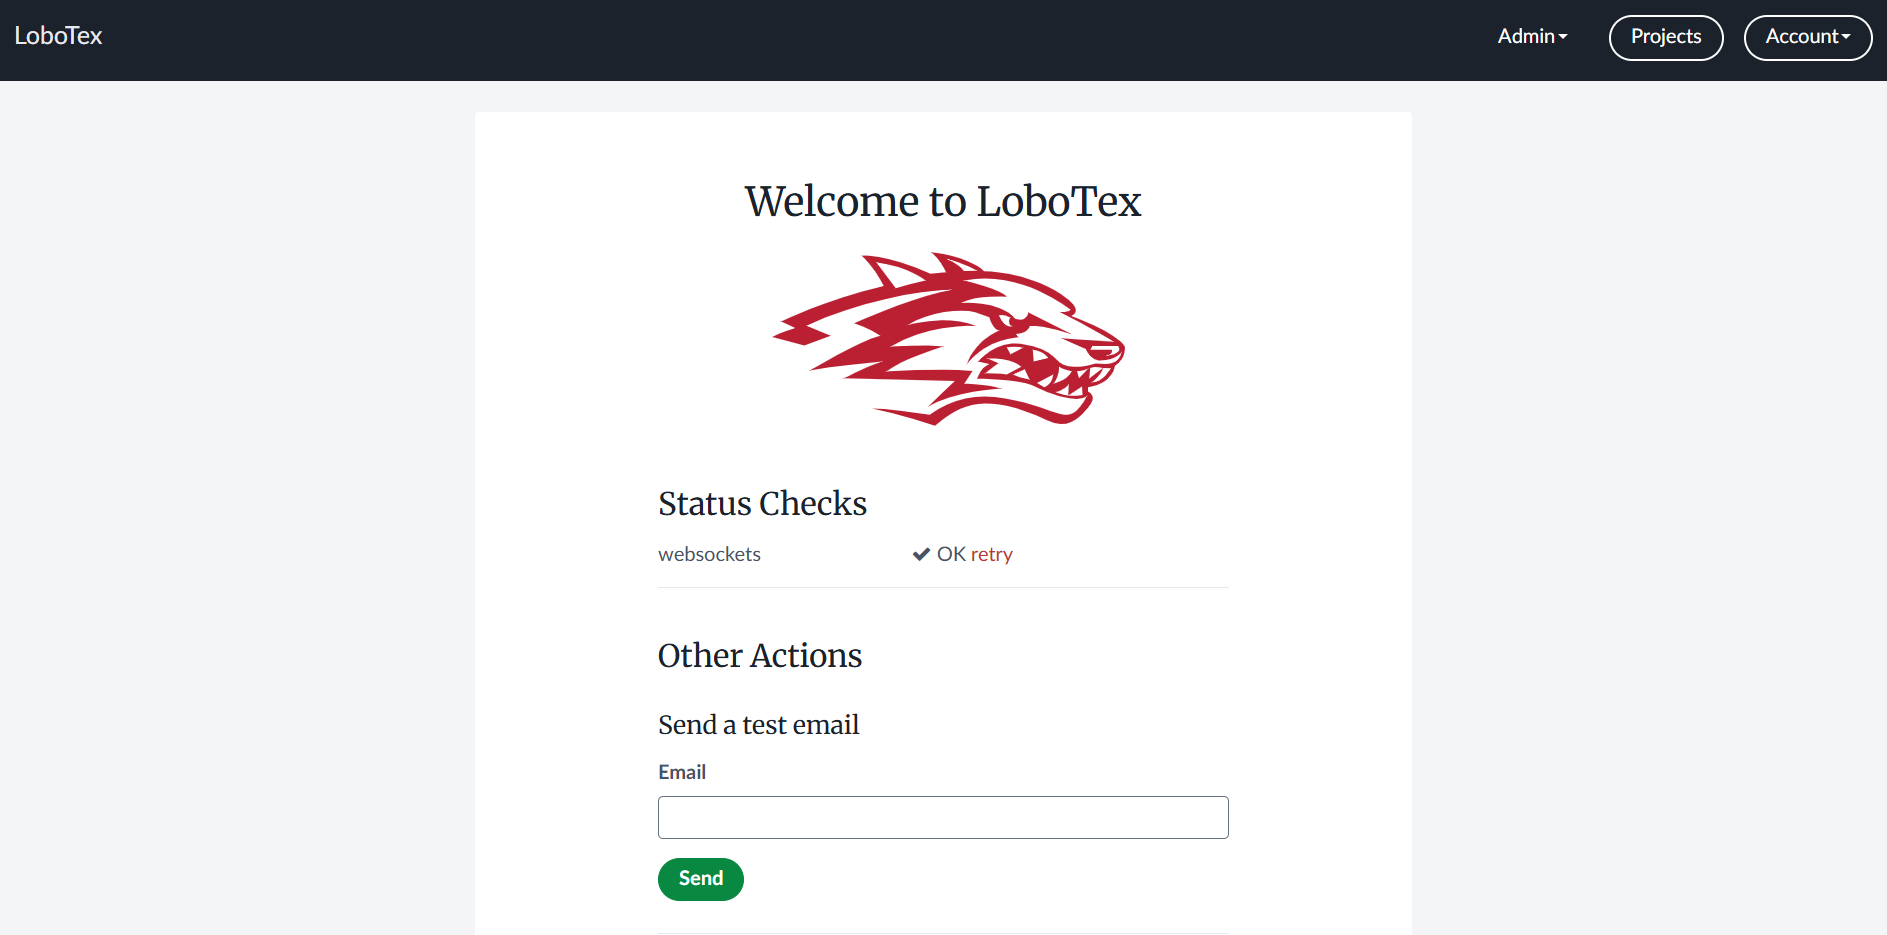 LoboTex
Admin
Projects
Account
Welcome to LoboTex
Status Checks
websockets
OK retry
Other Actions
Send a test email
Email
Send